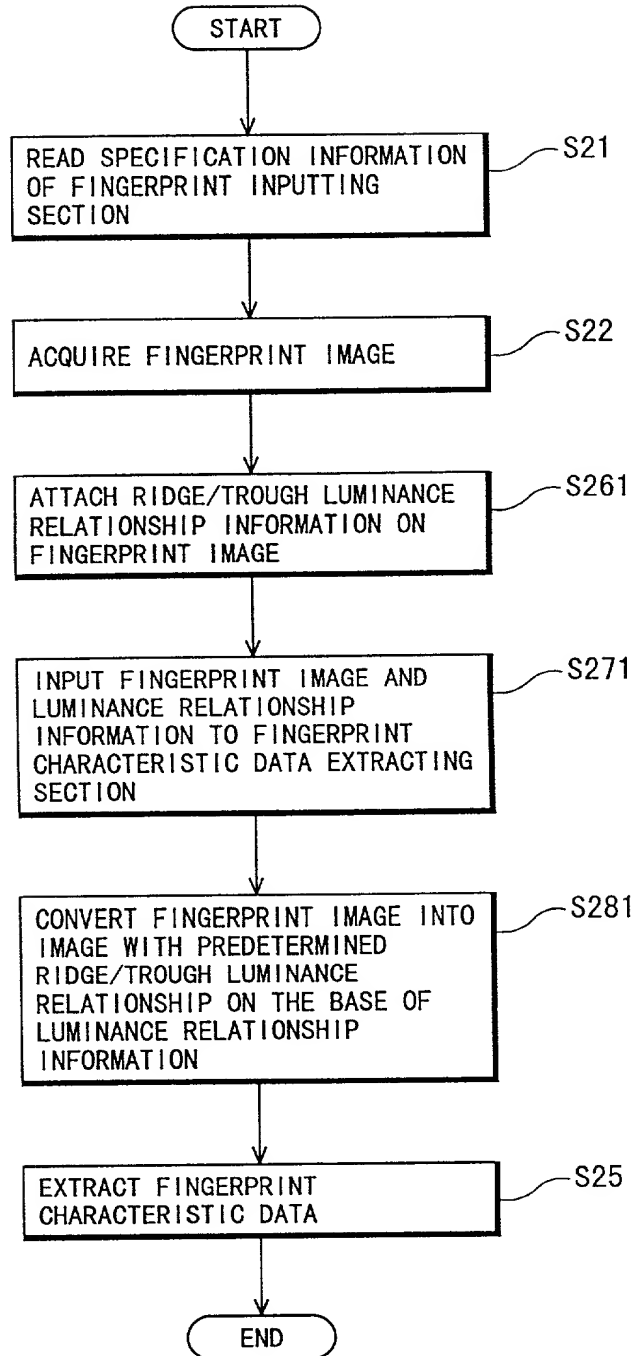 START
READ SPECIFICATION INFORMATION
OF FINGERPRINT INPUTTING
SECTION
S21
ACQUIRE FINGERPRINT IMAGE
S22
ATTACH RIDGE/TROUGH LUMINANCE
RELATIONSHIP INFORMATION ON
FINGERPRINT IMAGE
S261
INPUT FINGERPRINT IMAGE AND
LUMINANCE RELATIONSHIP
INFORMATION TO FINGERPRINT
CHARACTERISTIC DATA EXTRACTING
SECTION
S271
CONVERT FINGERPRINT IMAGE INTO
IMAGE WITH PREDETERMINED
RIDGE/TROUGH LUMINANCE
RELATIONSHIP ON THE BASE OF
LUMINANCE RELATIONSHIP
INFORMATION
S281
EXTRACT FINGERPRINT
CHARACTERISTIC DATA
S25
END